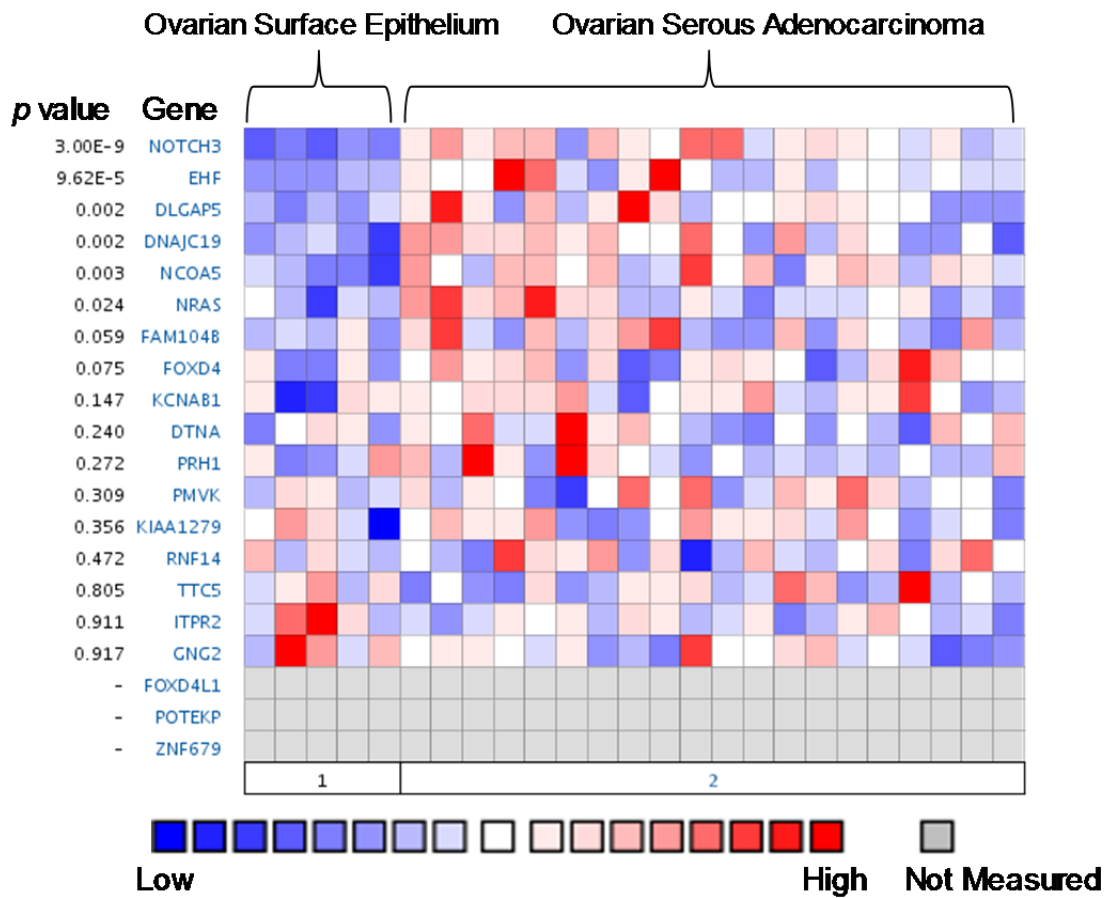 Ovarian Surface Epithelium Ovarian Serous Adenocarcinoma
p value Gene
3.00E-9 NOTCH3
9.62E-5 EHF
0.002 DLGAP5
0.002 DNAJC19
0.003 NCOA5
0.024 NRAS
0.059 FAM104B
0.075 FOXD4
0.147 KCNAB1
0.240 DTNA
0.272 PRH1
0.309 PMVK
0.356 KIAA1279
0.472 RNF14
0.805 TTC5
0.911 ITPR2
0.917 GNG2
- FOXD4L1
- POTEKP
- ZNF679
1 2
Low High Not Measured